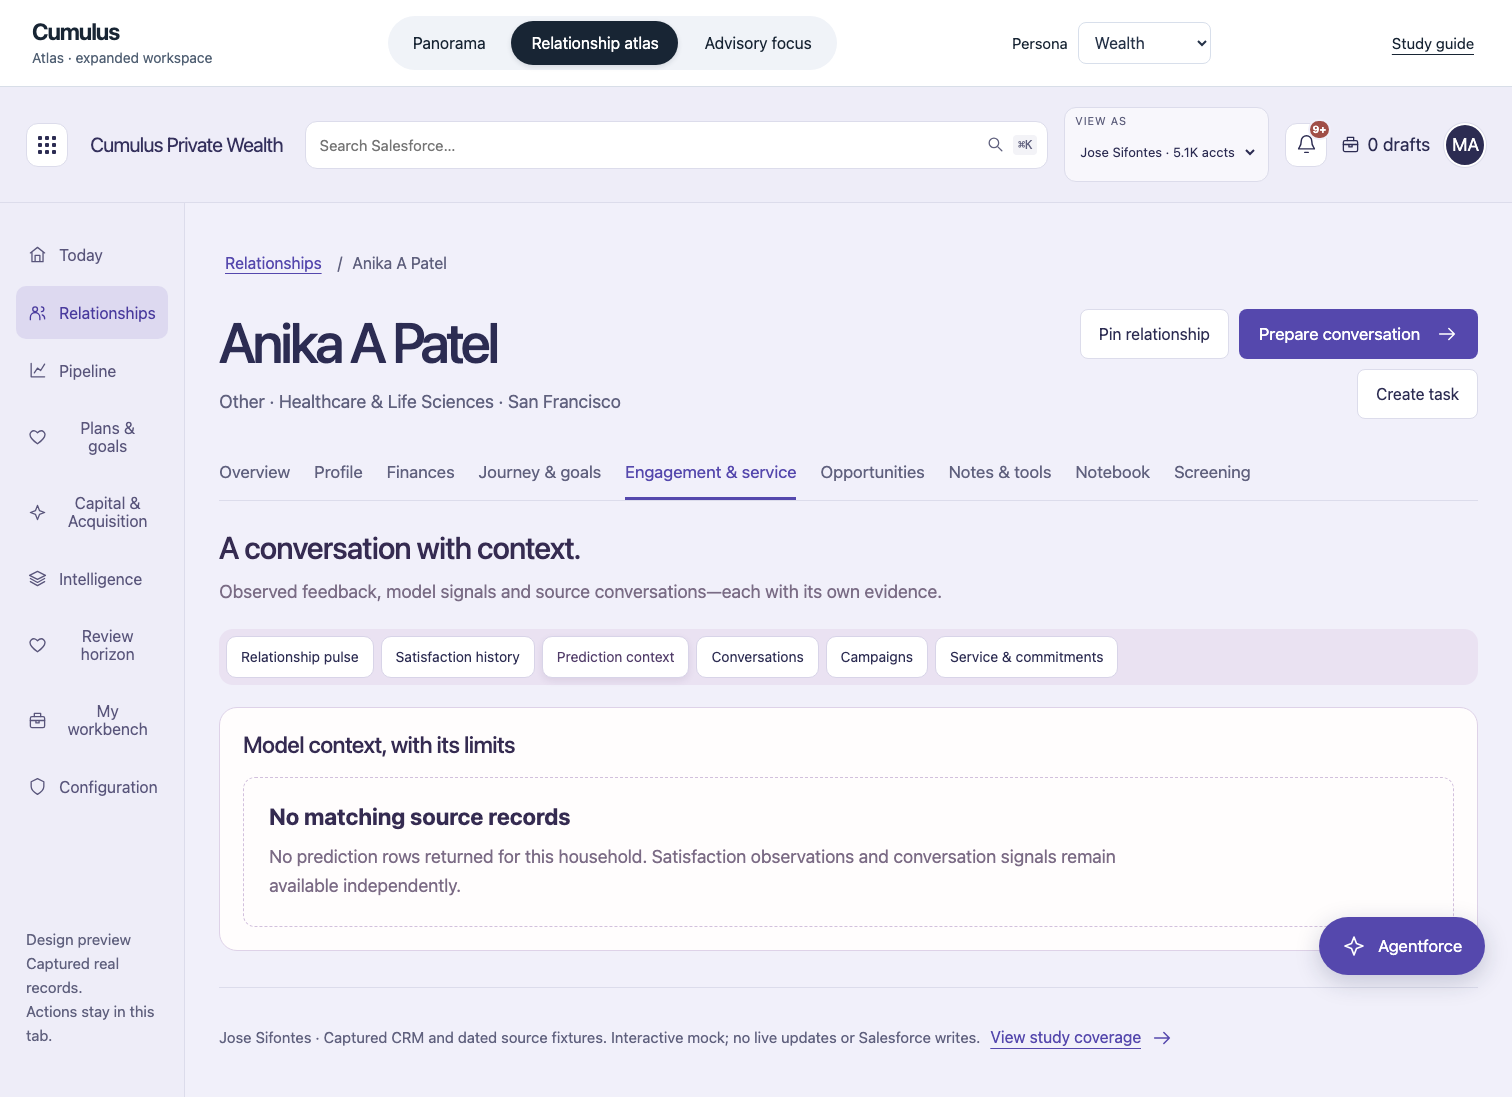 Cumulus
Atlas · expanded workspace
Panorama
Relationship atlas
Advisory focus
Persona
Wealth
Study guide
Cumulus Private Wealth
Search Salesforce...
⌘K
VIEW AS
Jose Sifontes · 5.1K accts
9+
0 drafts
MA
Today
Relationships
Pipeline
Plans &
goals
Capital &
Acquisition
Intelligence
Review
horizon
My
workbench
Configuration
Design preview
Captured real
records.
Actions stay in this
tab.
Relationships / Anika A Patel
Anika A Patel
Other · Healthcare & Life Sciences · San Francisco
Pin relationship
Prepare conversation →
Create task
Overview
Profile
Finances
Journey & goals
Engagement & service
Opportunities
Notes & tools
Notebook
Screening
A conversation with context.
Observed feedback, model signals and source conversations—each with its own evidence.
Relationship pulse
Satisfaction history
Prediction context
Conversations
Campaigns
Service & commitments
Model context, with its limits
No matching source records
No prediction rows returned for this household. Satisfaction observations and conversation signals remain
available independently.
Agentforce
Jose Sifontes · Captured CRM and dated source fixtures. Interactive mock; no live updates or Salesforce writes. View study coverage →